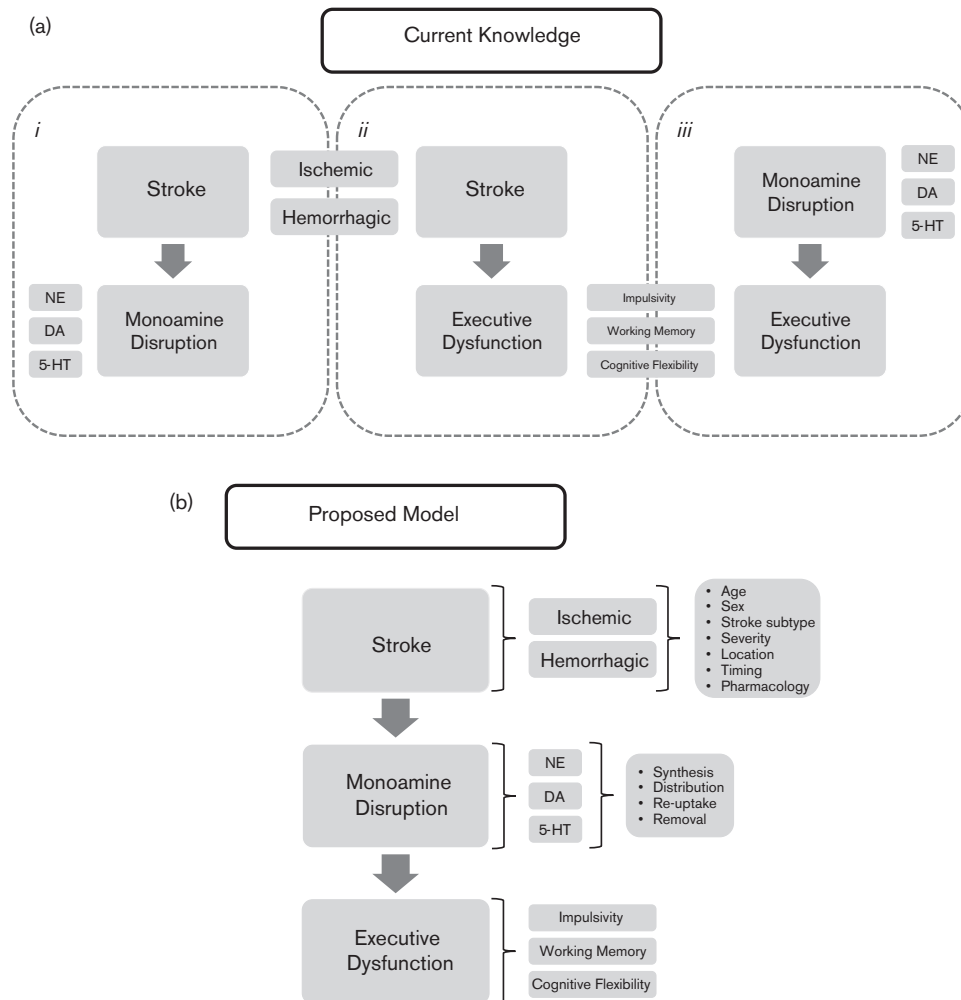 (a)
Current Knowledge
i
Stroke
NE
DA
5-HT
Monoamine
Disruption
Ischemic
Hemorrhagic
ii
Stroke
Executive
Dysfunction
Impulsivity
Working Memory
Cognitive Flexibility
iii
Monoamine
Disruption
NE
DA
5-HT
Executive
Dysfunction
(b)
Proposed Model
Stroke
Ischemic
Hemorrhagic
• Age
• Sex
• Stroke subtype
• Severity
• Location
• Timing
• Pharmacology
Monoamine
Disruption
NE
DA
5-HT
• Synthesis
• Distribution
• Re-uptake
• Removal
Executive
Dysfunction
Impulsivity
Working Memory
Cognitive Flexibility